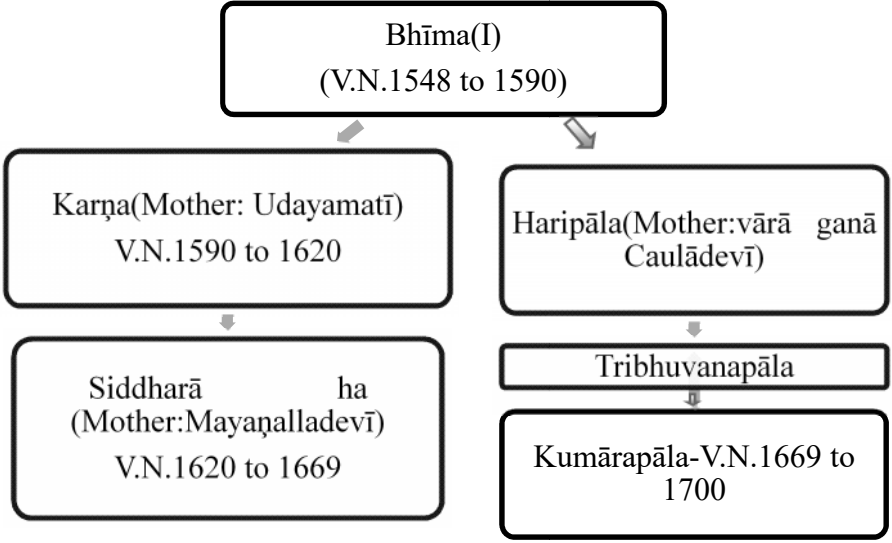 Bhīma(I)
(V.N.1548 to 1590)
Karṇa(Mother: Udayamatī)
V.N.1590 to 1620
Haripāla(Mother:vārā ganā
Caulādevī)
Siddharā ha
(Mother:Mayaṇalladevī)
V.N.1620 to 1669
Tribhuvanapāla
Kumārapāla-V.N.1669 to
1700